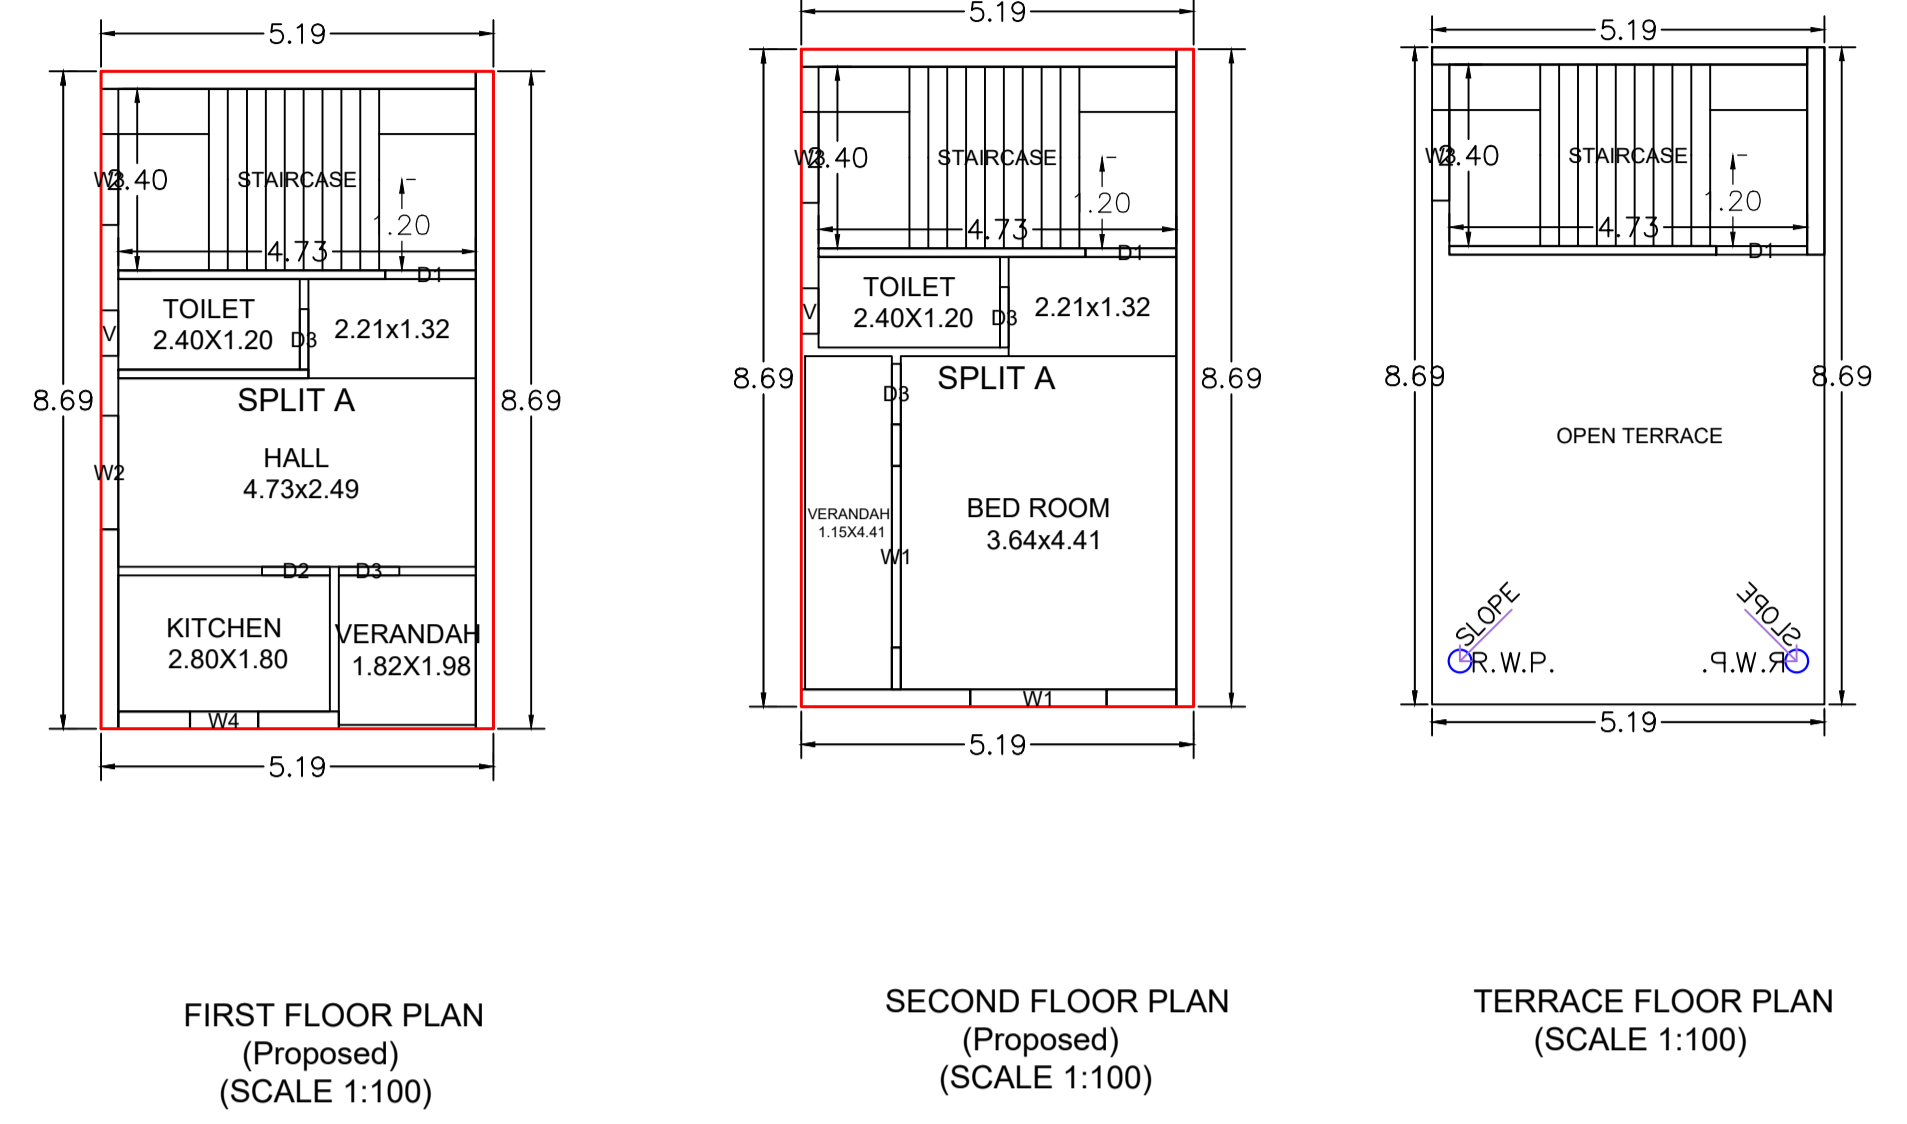 5.19
W3
2.40
STAIRCASE
1.20
4.73
D1
TOILET
2.40X1.20
V
D3
2.21x1.32
8.69
8.69
SPLIT A
HALL
4.73x2.49
W2
D2
D3
KITCHEN
2.80X1.80
VERANDAH
1.82X1.98
W4
5.19
FIRST FLOOR PLAN
(Proposed)
(SCALE 1:100)
5.19
W3
2.40
STAIRCASE
1.20
4.73
D1
TOILET
2.40X1.20
V
D3
2.21x1.32
8.69
8.69
SPLIT A
D3
VERANDAH
1.15X4.41
BED ROOM
3.64x4.41
W1
W1
5.19
SECOND FLOOR PLAN
(Proposed)
(SCALE 1:100)
5.19
W3
2.40
STAIRCASE
1.20
4.73
D1
8.69
8.69
OPEN TERRACE
SLOPE
R.W.P.
SLOPE
R.W.P.
5.19
TERRACE FLOOR PLAN
(SCALE 1:100)